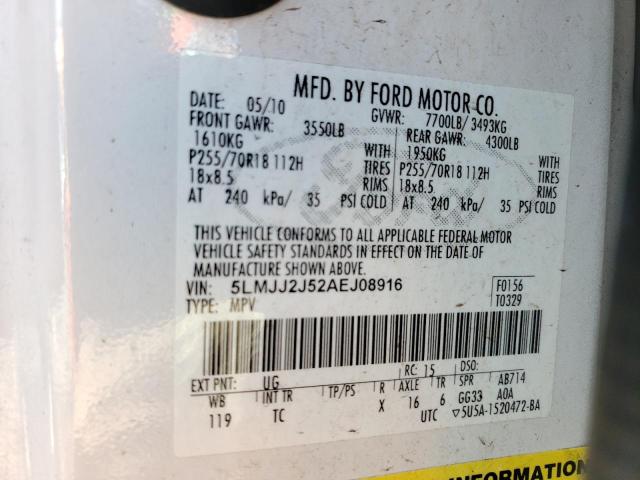 MFD. BY FORD MOTOR CO.
DATE: 05/10 GVWR: 7700LB/ 3493KG
FRONT GAWR: 3550LB REAR GAWR: 4300LB
1610KG WITH 1950KG WITH
P255/70R18 112H TIRES P255/70R18 112H TIRES
18x8.5 RIMS 18x8.5 RIMS
AT 240 kPa/ 35 PSI COLD AT 240 kPa/ 35 PSI COLD
THIS VEHICLE CONFORMS TO ALL APPLICABLE FEDERAL MOTOR
VEHICLE SAFETY STANDARDS IN EFFECT ON THE DATE OF
MANUFACTURE SHOWN ABOVE.
VIN: 5LMJJ2J52AEJ08916 F0156
TYPE: MPV T0329
EXT PNT: UG RC: 15 DSO:
WB INT TR TP/PS R AXLE TR SPR AB714
119 TC X 16 6 GG33 A0A
UTC ▽5U5A-1520472-BA
INFORMATION